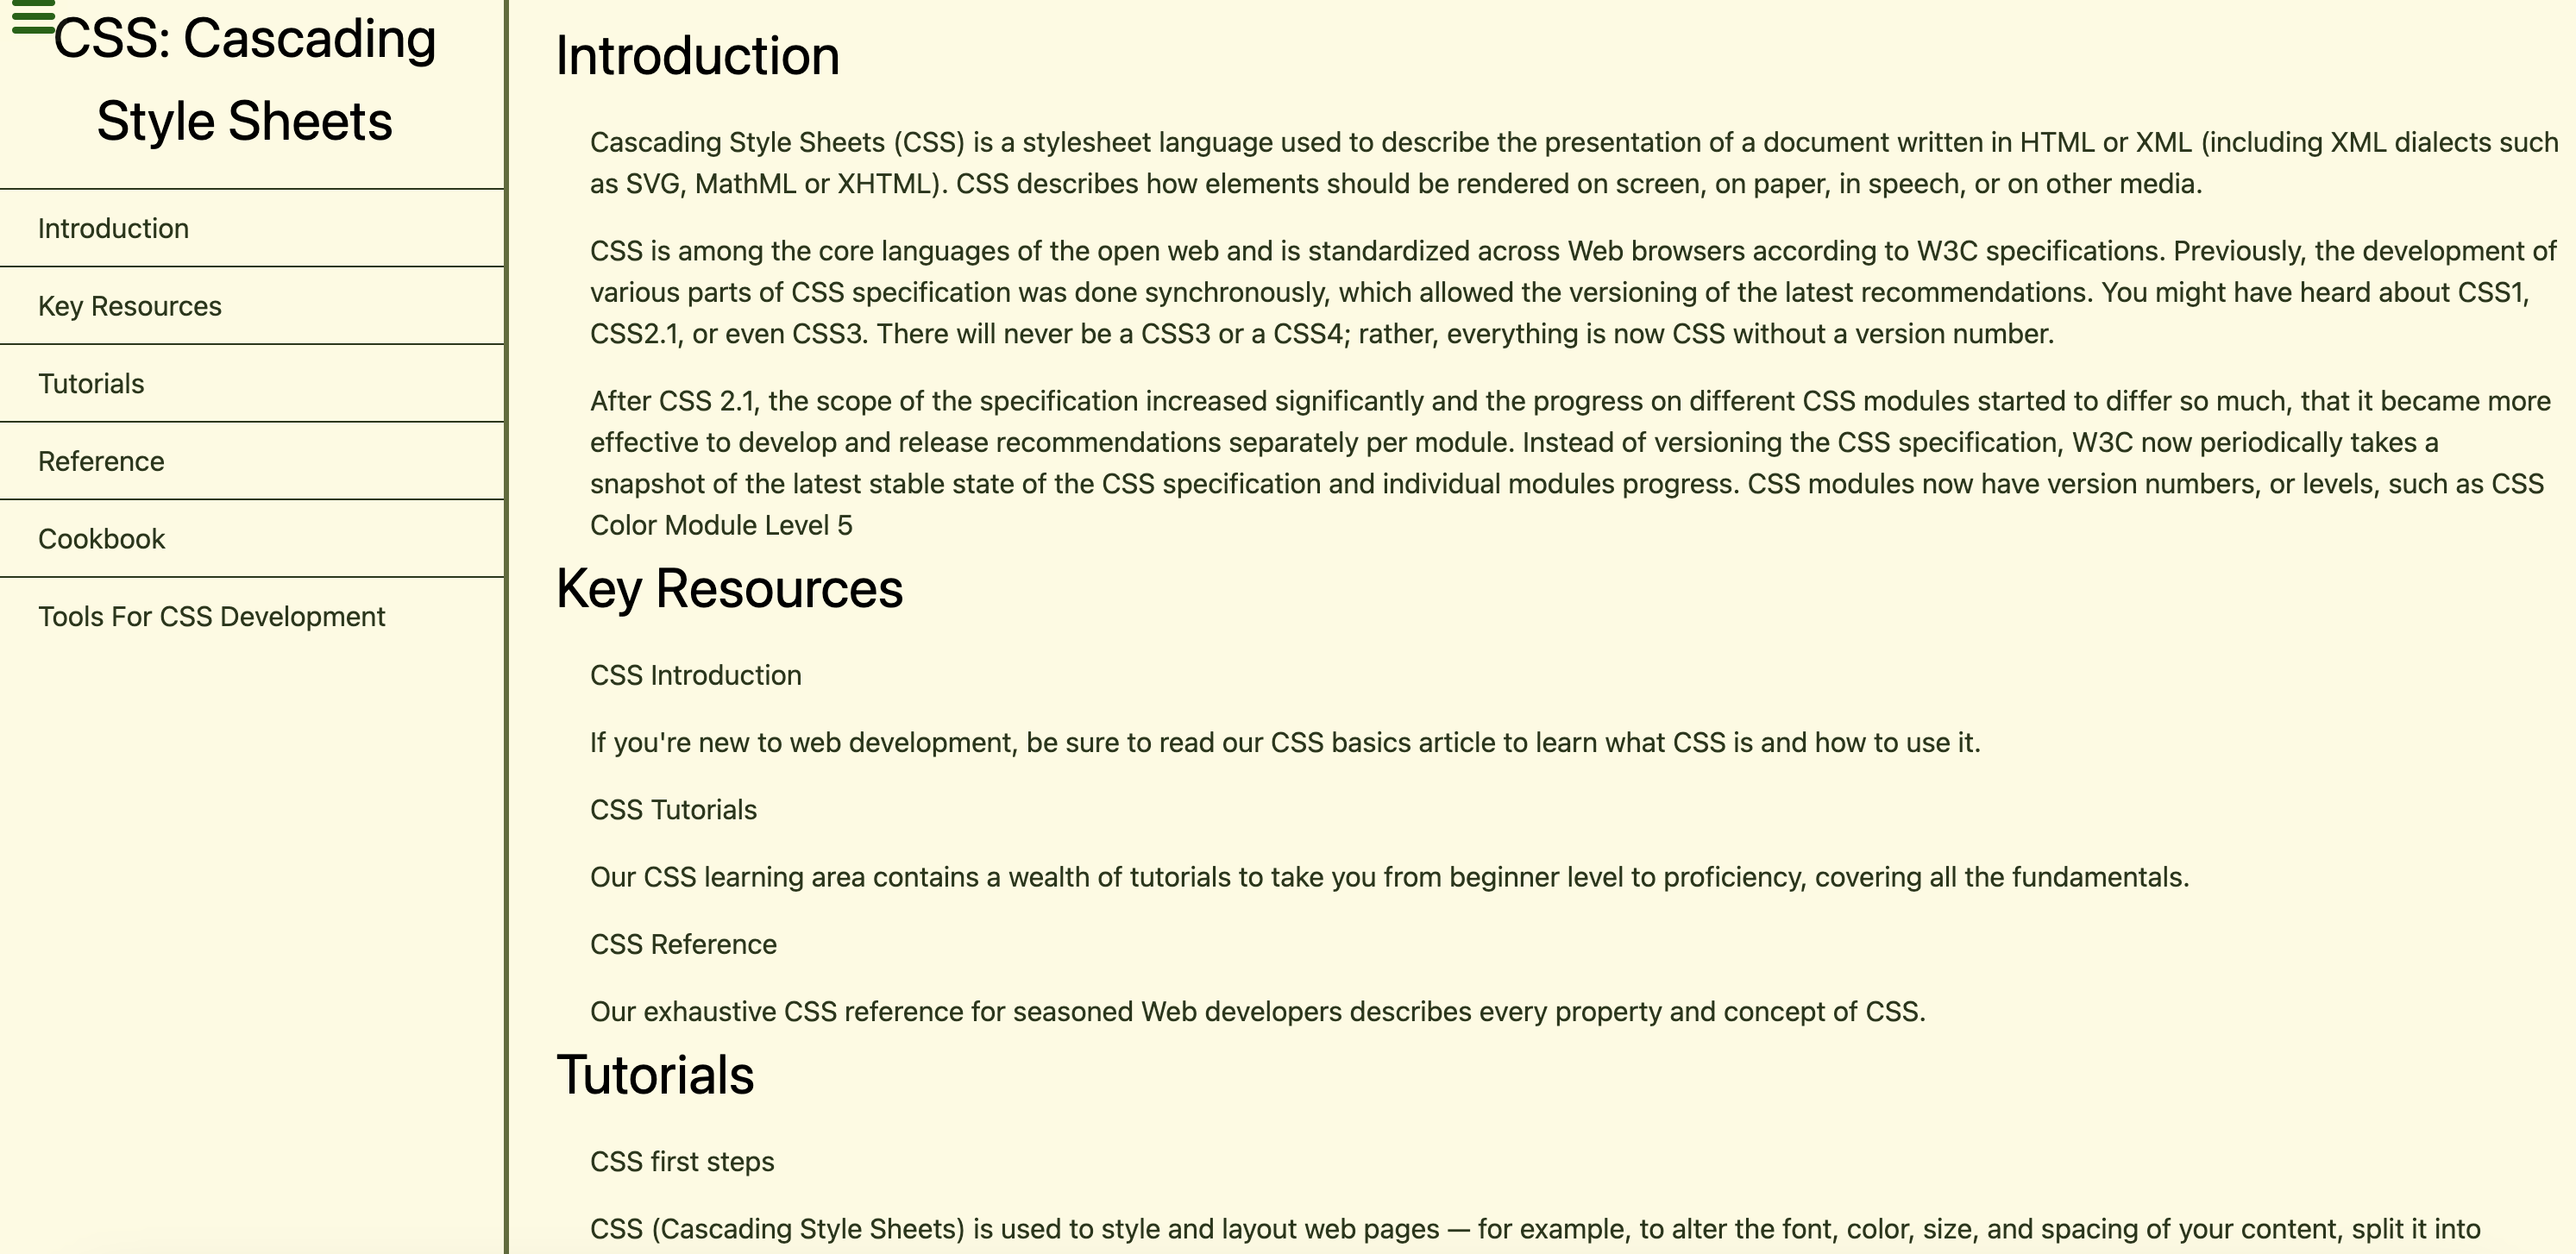 CSS: Cascading
Style Sheets
Introduction
Key Resources
Tutorials
Reference
Cookbook
Tools For CSS Development
Introduction
Cascading Style Sheets (CSS) is a stylesheet language used to describe the presentation of a document written in HTML or XML (including XML dialects such
as SVG, MathML or XHTML). CSS describes how elements should be rendered on screen, on paper, in speech, or on other media.
CSS is among the core languages of the open web and is standardized across Web browsers according to W3C specifications. Previously, the development of
various parts of CSS specification was done synchronously, which allowed the versioning of the latest recommendations. You might have heard about CSS1,
CSS2.1, or even CSS3. There will never be a CSS3 or a CSS4; rather, everything is now CSS without a version number.
After CSS 2.1, the scope of the specification increased significantly and the progress on different CSS modules started to differ so much, that it became more
effective to develop and release recommendations separately per module. Instead of versioning the CSS specification, W3C now periodically takes a
snapshot of the latest stable state of the CSS specification and individual modules progress. CSS modules now have version numbers, or levels, such as CSS
Color Module Level 5
Key Resources
CSS Introduction
If you're new to web development, be sure to read our CSS basics article to learn what CSS is and how to use it.
CSS Tutorials
Our CSS learning area contains a wealth of tutorials to take you from beginner level to proficiency, covering all the fundamentals.
CSS Reference
Our exhaustive CSS reference for seasoned Web developers describes every property and concept of CSS.
Tutorials
CSS first steps
CSS (Cascading Style Sheets) is used to style and layout web pages — for example, to alter the font, color, size, and spacing of your content, split it into